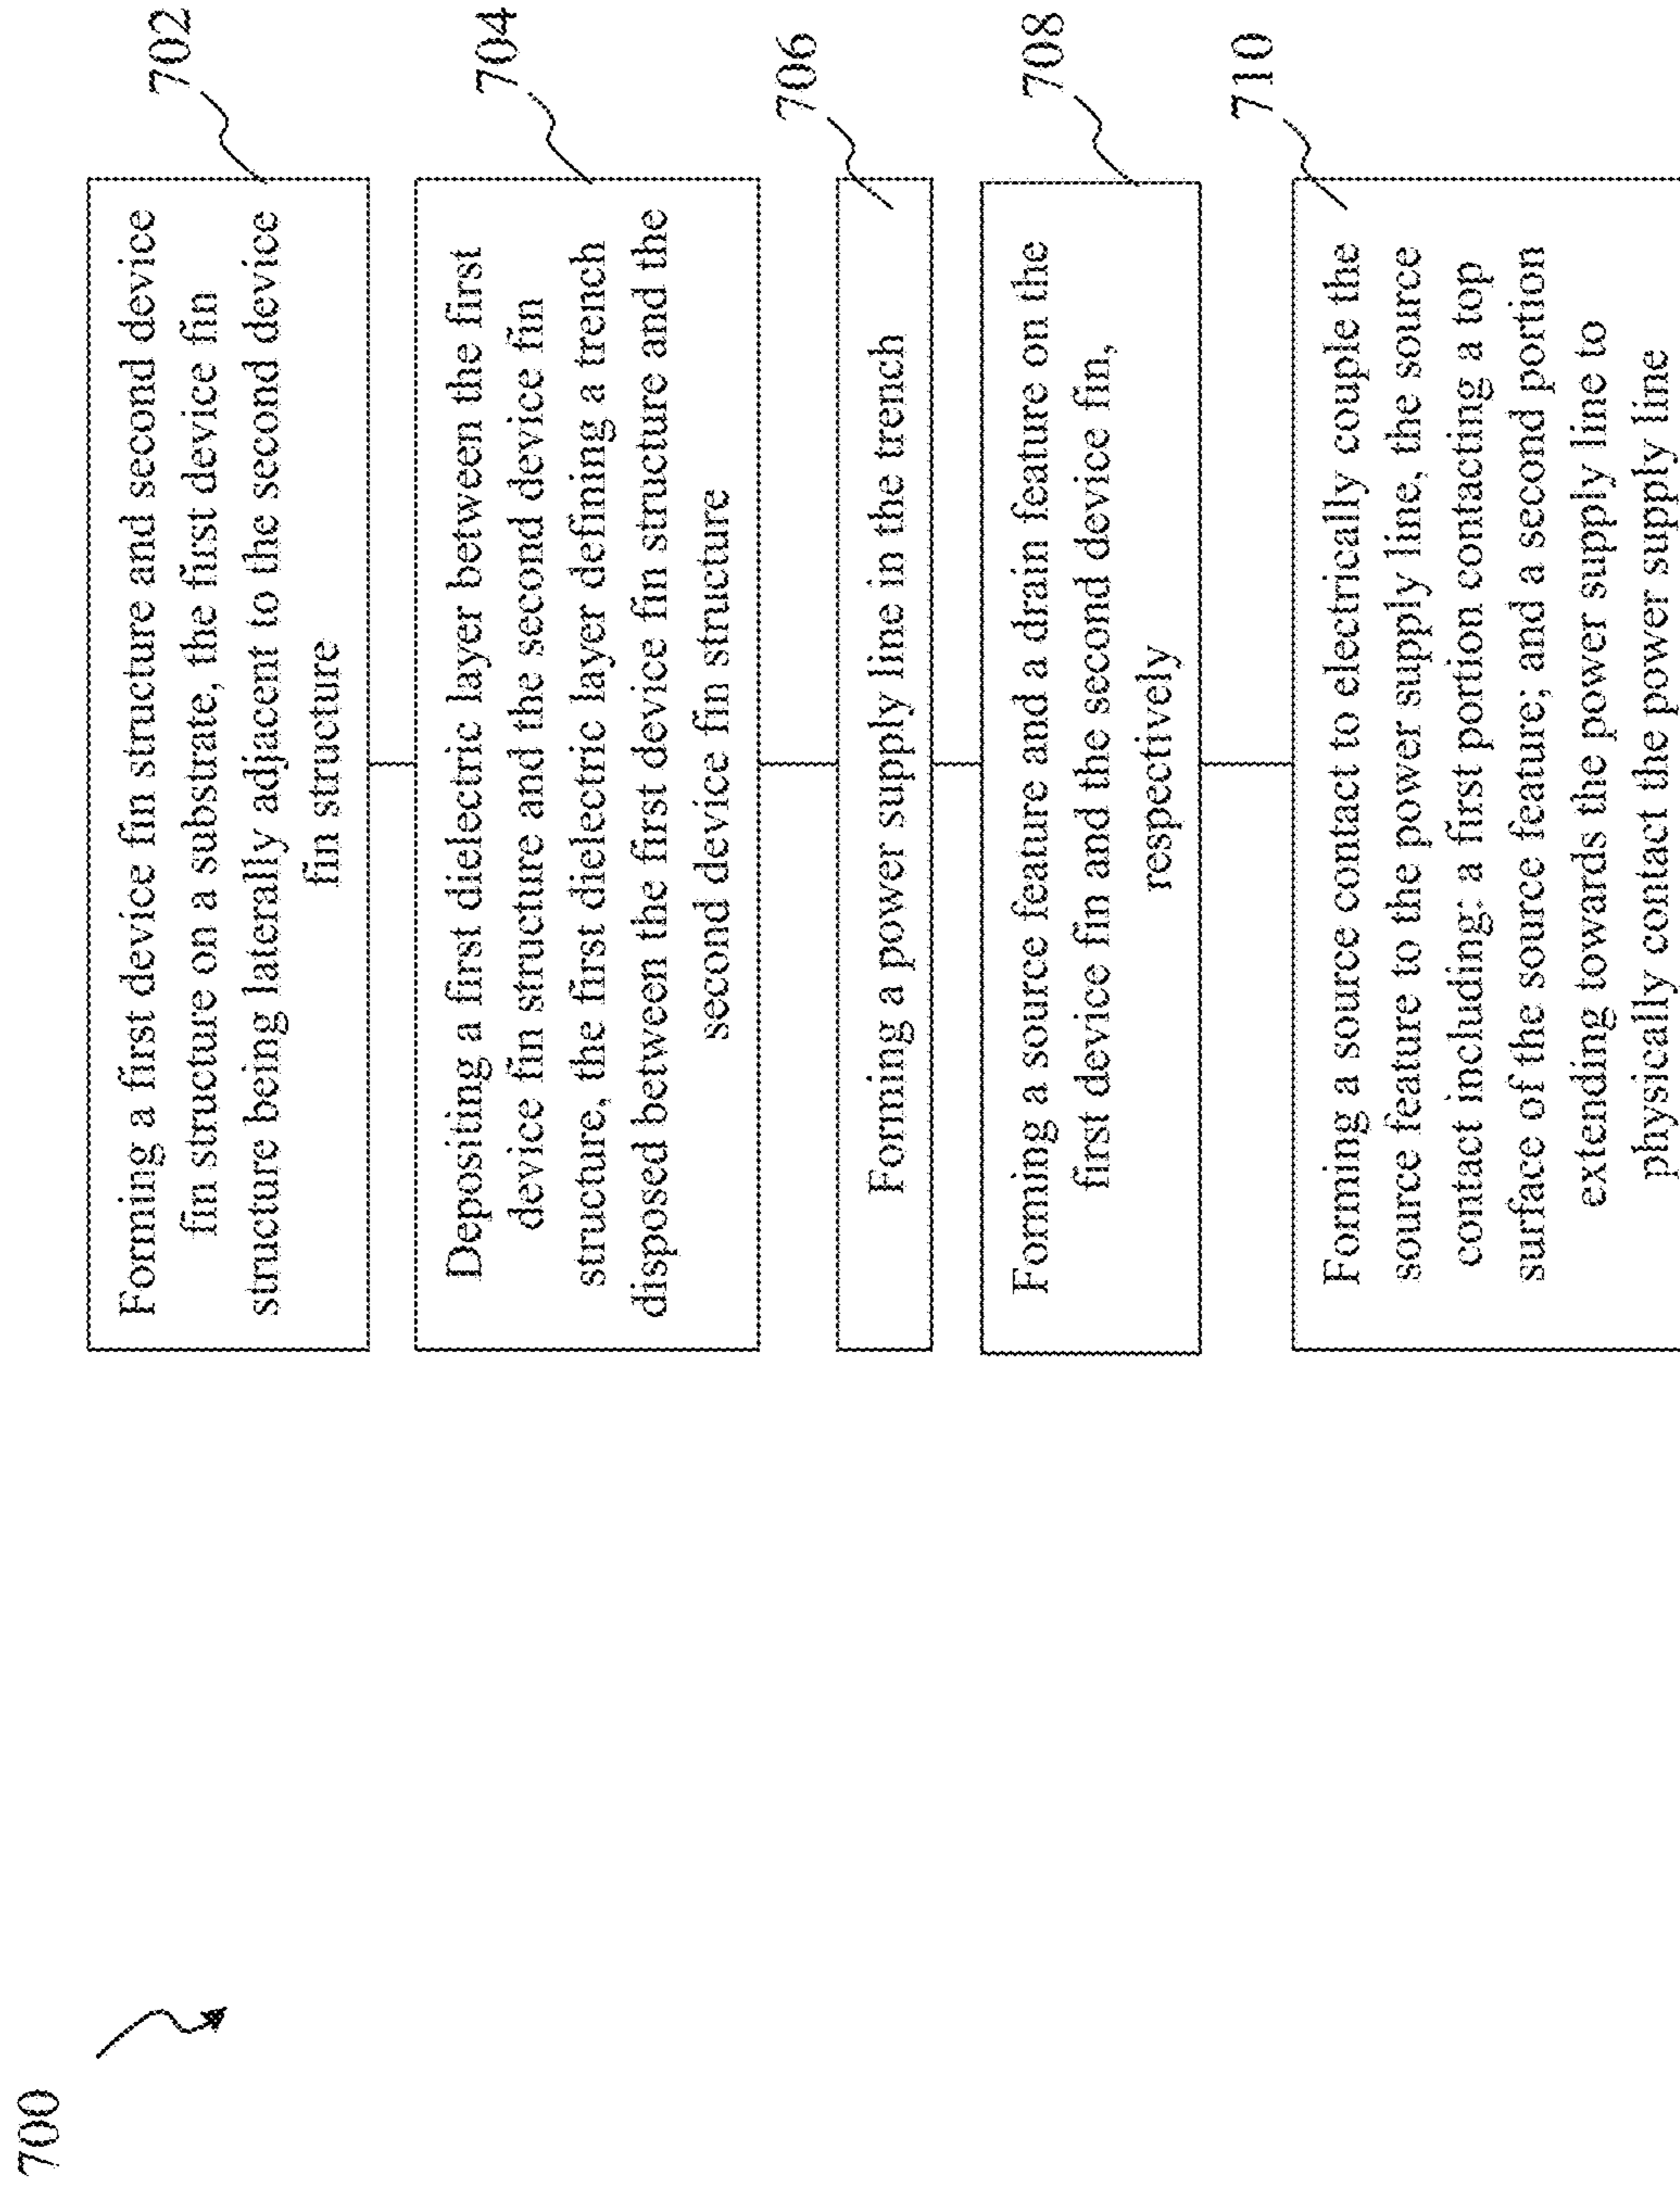 700
Forming a first device fin structure and second device
fin structure on a substrate, the first device fin
structure being laterally adjacent to the second device
fin structure
702
Depositing a first dielectric layer between the first
device fin structure and the second device fin
structure, the first dielectric layer defining a trench
disposed between the first device fin structure and the
second device fin structure
704
Forming a power supply line in the trench
706
Forming a source feature and a drain feature on the
first device fin and the second device fin,
respectively
708
Forming a source contact to electrically couple the
source feature to the power supply line, the source
contact including: a first portion contacting a top
surface of the source feature; and a second portion
extending towards the power supply line to
physically contact the power supply line
710